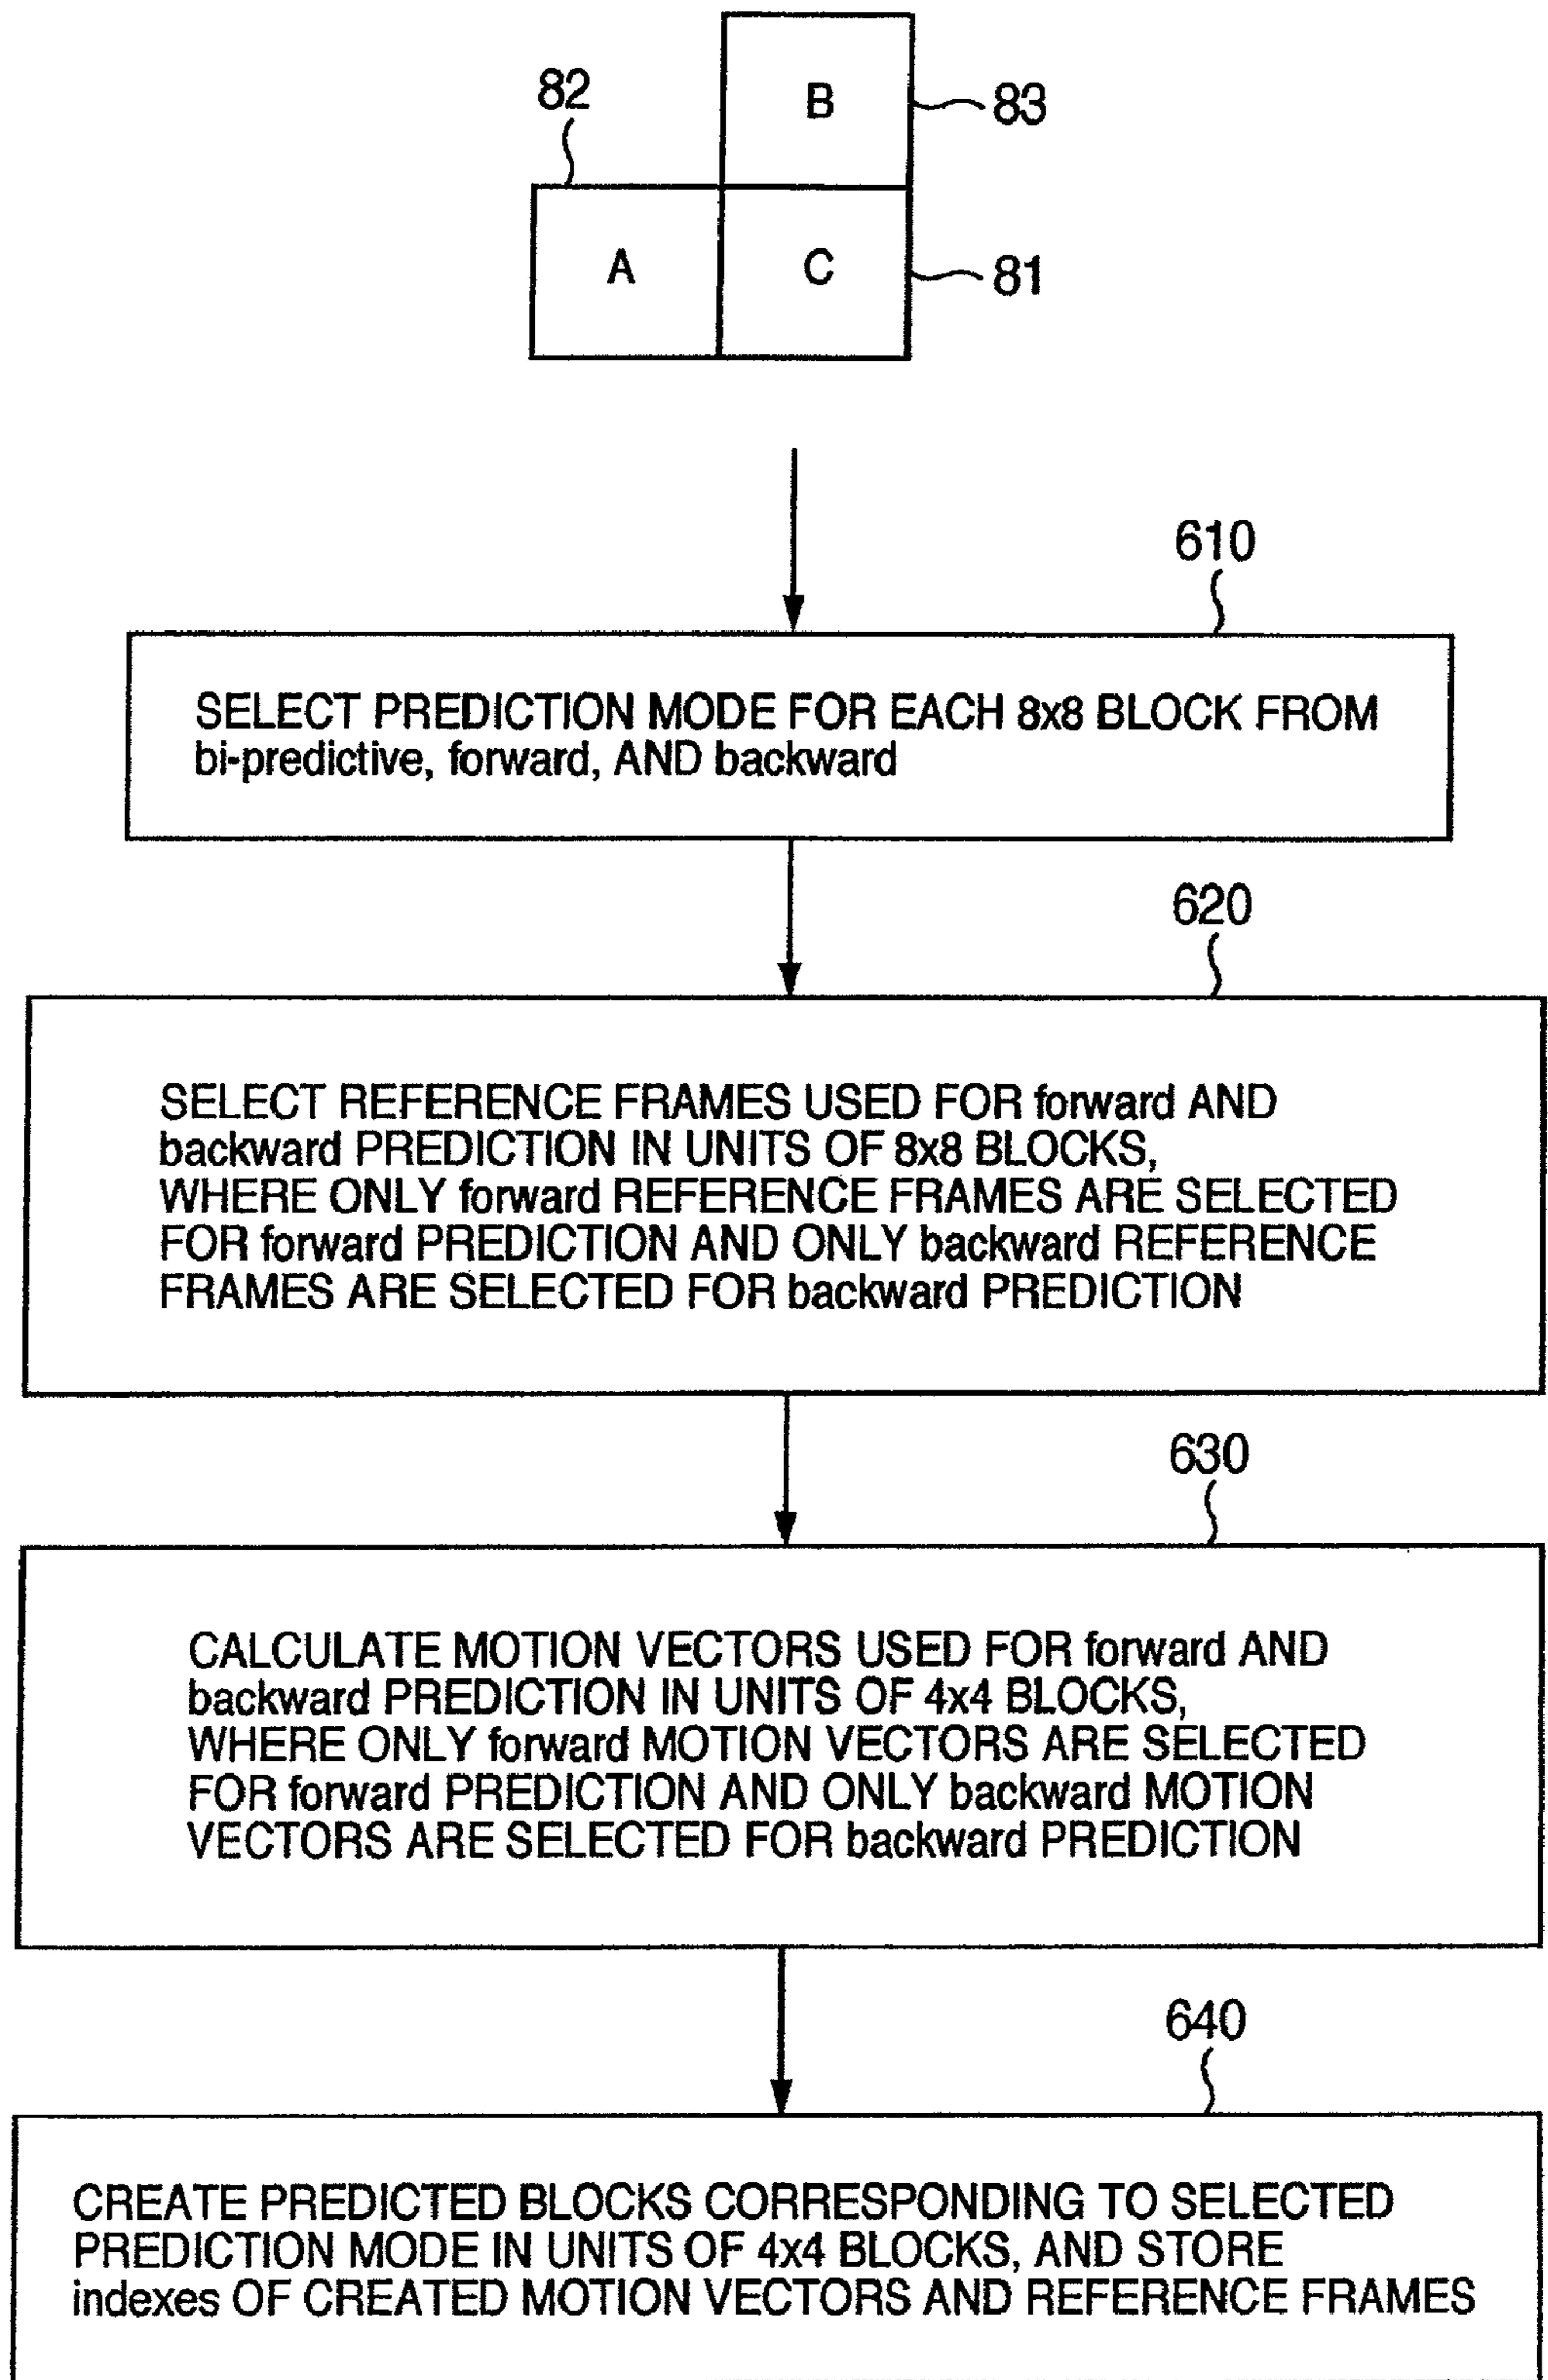 82
B
83
A
C
81
610
SELECT PREDICTION MODE FOR EACH 8x8 BLOCK FROM
bi-predictive, forward, AND backward
620
SELECT REFERENCE FRAMES USED FOR forward AND
backward PREDICTION IN UNITS OF 8x8 BLOCKS,
WHERE ONLY forward REFERENCE FRAMES ARE SELECTED
FOR forward PREDICTION AND ONLY backward REFERENCE
FRAMES ARE SELECTED FOR backward PREDICTION
630
CALCULATE MOTION VECTORS USED FOR forward AND
backward PREDICTION IN UNITS OF 4x4 BLOCKS,
WHERE ONLY forward MOTION VECTORS ARE SELECTED
FOR forward PREDICTION AND ONLY backward MOTION
VECTORS ARE SELECTED FOR backward PREDICTION
640
CREATE PREDICTED BLOCKS CORRESPONDING TO SELECTED
PREDICTION MODE IN UNITS OF 4x4 BLOCKS, AND STORE
indexes OF CREATED MOTION VECTORS AND REFERENCE FRAMES